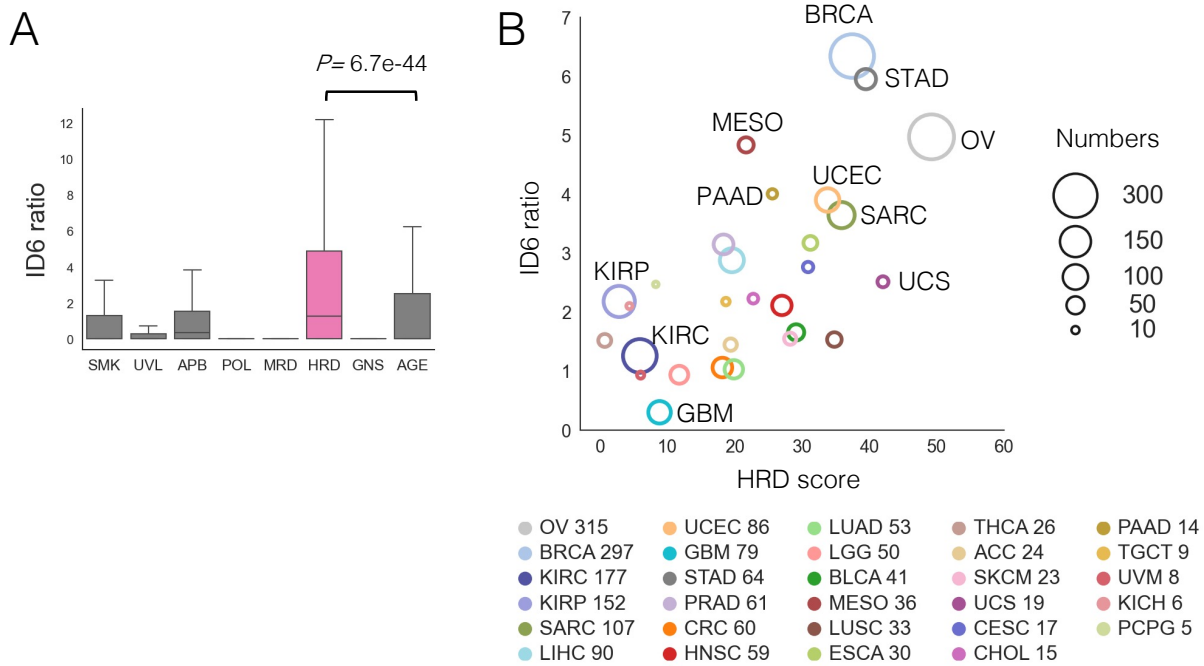 A
P= 6.7e-44
ID6 ratio
12
10
8
6
4
2
0
SMK UVL APB POL MRD HRD GNS AGE
B
ID6 ratio
7
6
5
4
3
2
1
0
BRCA
STAD
MESO
OV
UCEC
PAAD
SARC
KIRP
UCS
KIRC
GBM
0 10 20 30 40 50 60
HRD score
Numbers
300
150
100
50
10
OV 315 UCEC 86 LUAD 53 THCA 26 PAAD 14
BRCA 297 GBM 79 LGG 50 ACC 24 TGCT 9
KIRC 177 STAD 64 BLCA 41 SKCM 23 UVM 8
KIRP 152 PRAD 61 MESO 36 UCS 19 KICH 6
SARC 107 CRC 60 LUSC 33 CESC 17 PCPG 5
LIHC 90 HNSC 59 ESCA 30 CHOL 15